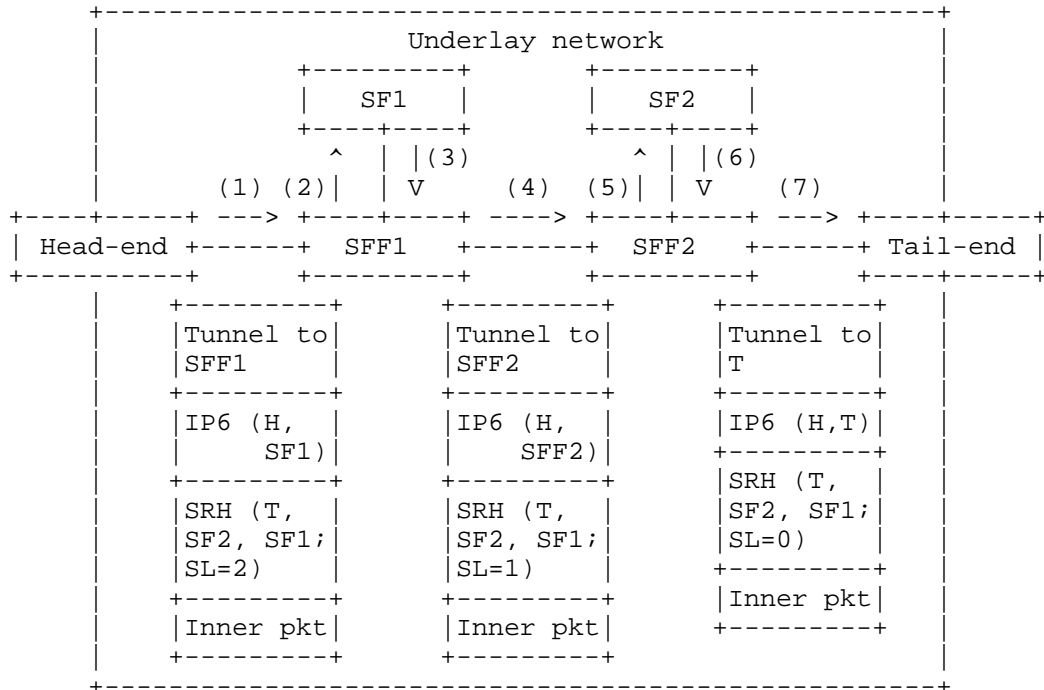 Underlay network
SF1 SF2
(3) (6)
(1) (2) V (4) (5) V (7)
Head-end SFF1 SFF2 Tail-end
Tunnel to Tunnel to Tunnel to
SFF1 SFF2 T
IP6 (H, IP6 (H, IP6 (H,T)
SF1) SFF2)
SRH (T,
SRH (T, SRH (T, SF2, SF1;
SF2, SF1; SF2, SF1; SL=0)
SL=2) SL=1)
Inner pkt
Inner pkt Inner pkt